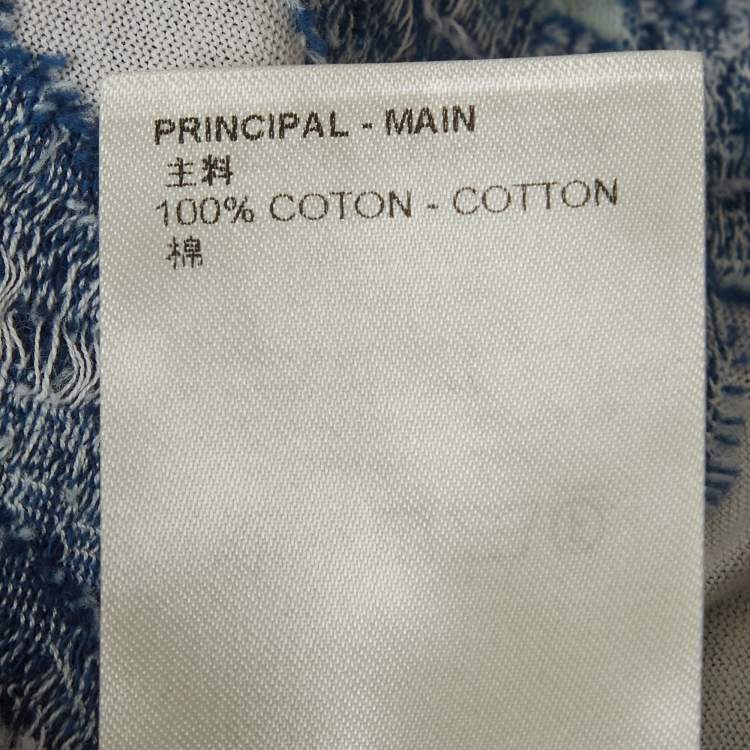 PRINCIPAL - MAIN
主料
100% COTON - COTTON
棉